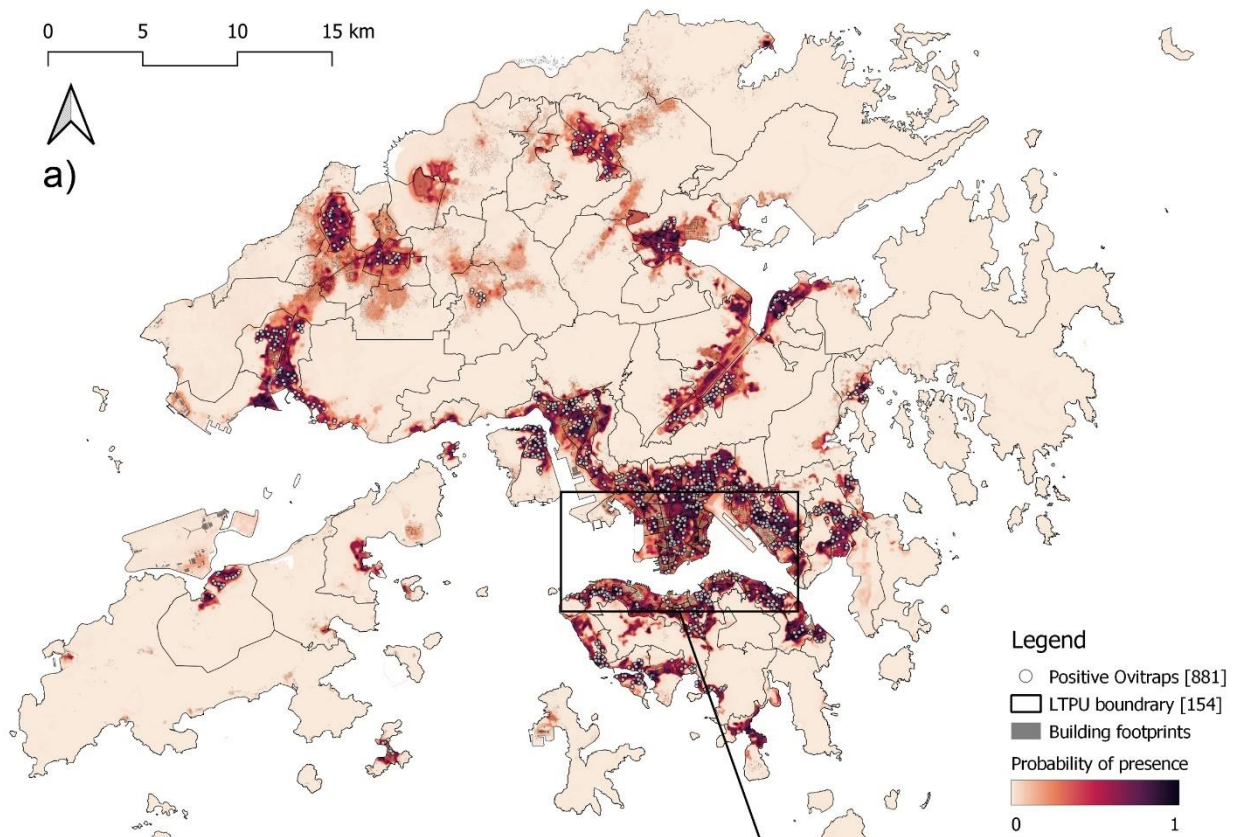 0 5 10 15 km
a)
Legend
Positive Ovitraps [881]
LTPU boundrary [154]
Building footprints
Probability of presence
0 1